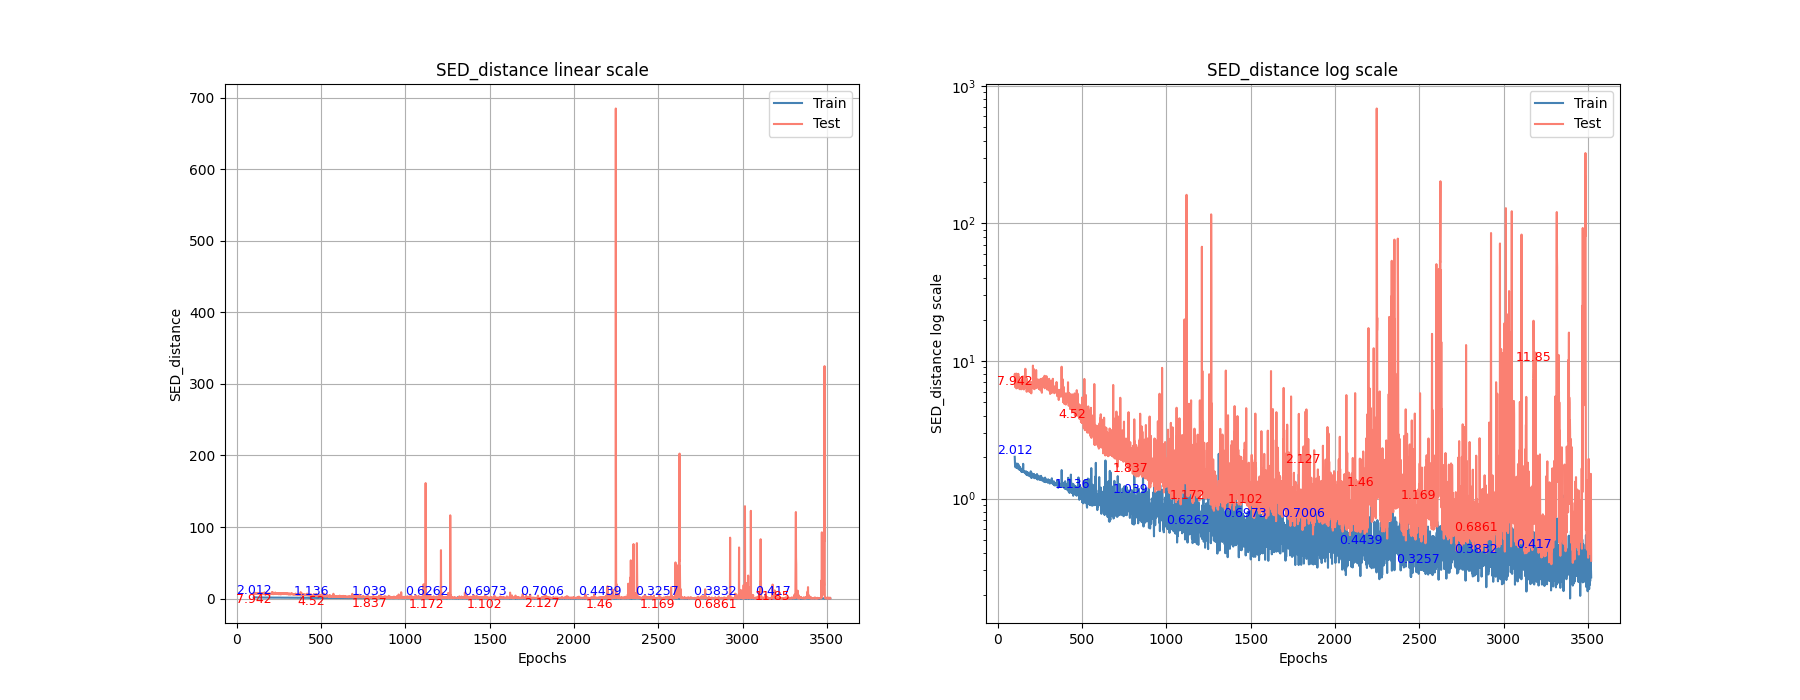 SED_distance linear scale
SED_distance
700
600
500
400
300
200
100
0
Train
Test
2.012 1.136 1.039 0.6262 0.6973 0.7006 0.4439 0.3257 0.3832 0.417
7.942 4.52 1.837 1.172 1.102 2.127 1.46 1.169 0.6861 11.85
0 500 1000 1500 2000 2500 3000 3500
Epochs
SED_distance log scale
SED_distance log scale
10³
10²
10¹
10⁰
Train
Test
7.942 4.52 1.837 1.172 1.102 2.127 1.46 1.169 0.6861 11.85
2.012 1.136 1.039 0.6262 0.6973 0.7006 0.4439 0.3257 0.3832 0.417
0 500 1000 1500 2000 2500 3000 3500
Epochs